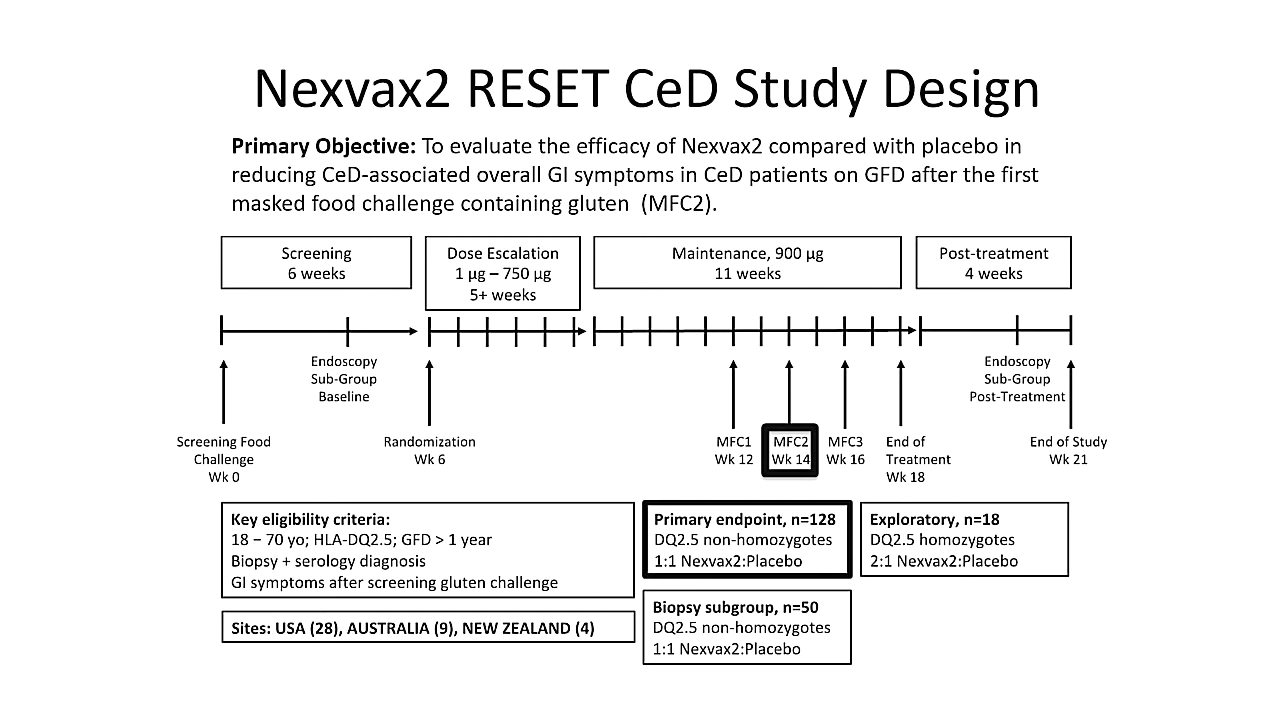 Nexvax2 RESET CeD Study Design
Primary Objective: To evaluate the efficacy of Nexvax2 compared with placebo in
reducing CeD-associated overall GI symptoms in CeD patients on GFD after the first
masked food challenge containing gluten (MFC2).
Screening
6 weeks
Dose Escalation
1 µg – 750 µg
5+ weeks
Maintenance, 900 µg
11 weeks
Post-treatment
4 weeks
Endoscopy
Sub-Group
Baseline
Endoscopy
Sub-Group
Post-Treatment
Screening Food
Challenge
Wk 0
Randomization
Wk 6
MFC1
Wk 12
MFC2
Wk 14
MFC3
Wk 16
End of
Treatment
Wk 18
End of Study
Wk 21
Key eligibility criteria:
18 – 70 yo; HLA-DQ2.5; GFD > 1 year
Biopsy + serology diagnosis
GI symptoms after screening gluten challenge
Sites: USA (28), AUSTRALIA (9), NEW ZEALAND (4)
Primary endpoint, n=128
DQ2.5 non-homozygotes
1:1 Nexvax2:Placebo
Exploratory, n=18
DQ2.5 homozygotes
2:1 Nexvax2:Placebo
Biopsy subgroup, n=50
DQ2.5 non-homozygotes
1:1 Nexvax2:Placebo